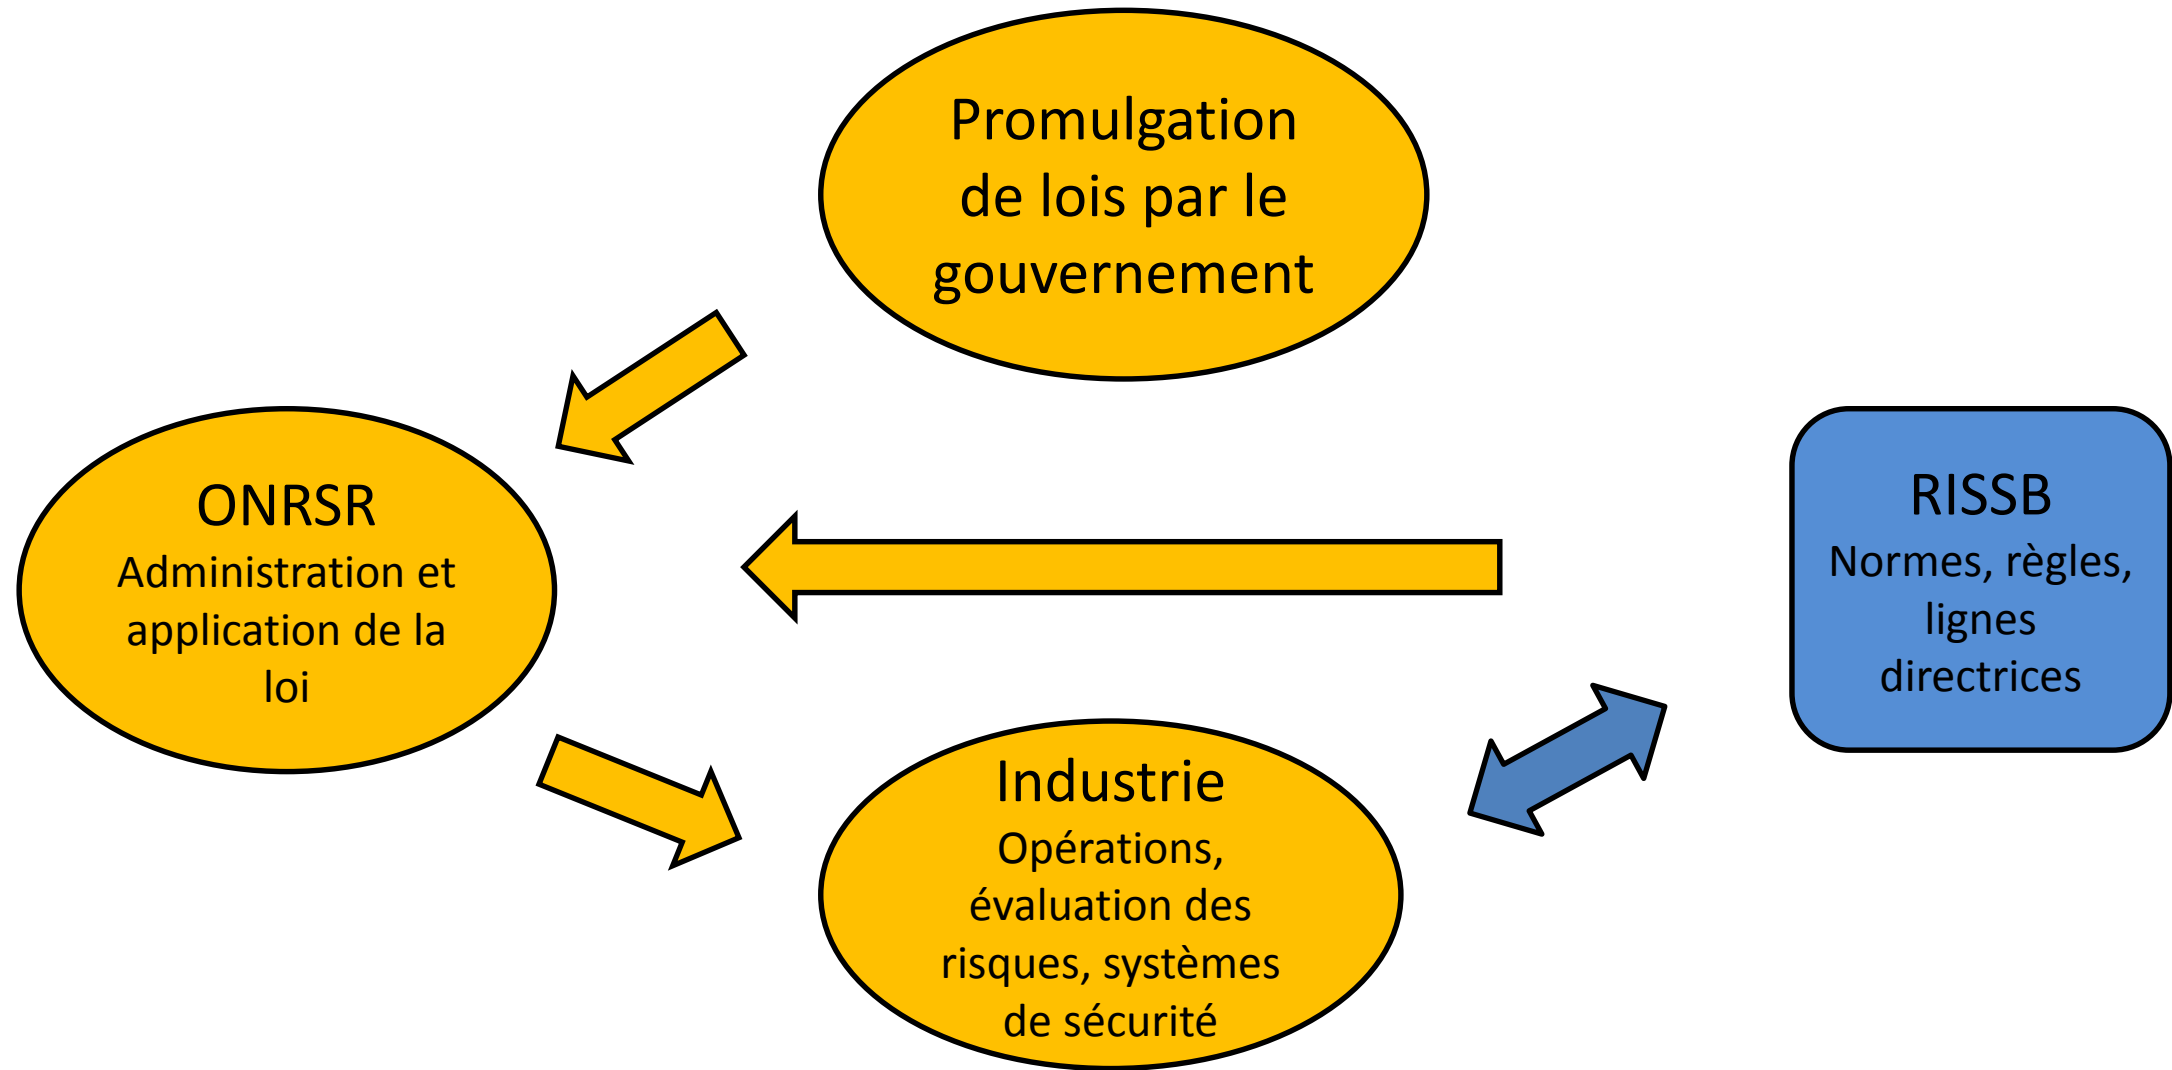 Promulgation
de lois par le
gouvernement
ONRSR
Administration et
application de la
loi
RISSB
Normes, règles,
lignes
directrices
Industrie
Opérations,
évaluation des
risques, systèmes
de sécurité